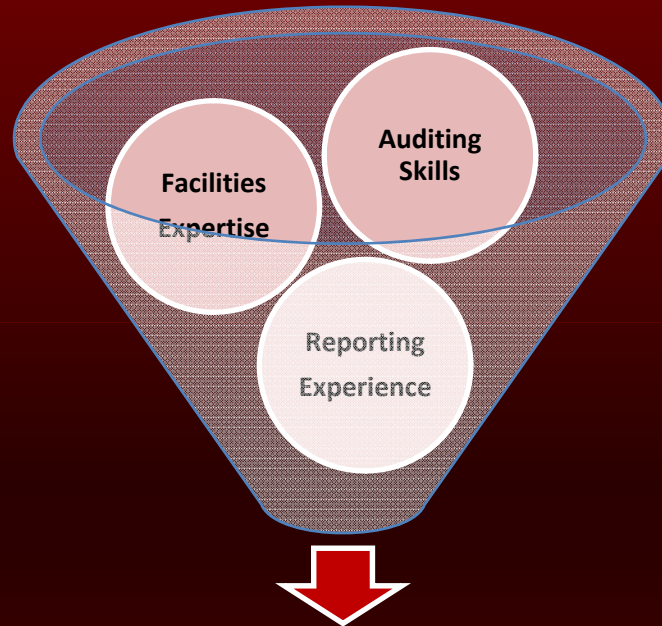 Auditing
Skills
Facilities
Expertise
Reporting
Experience